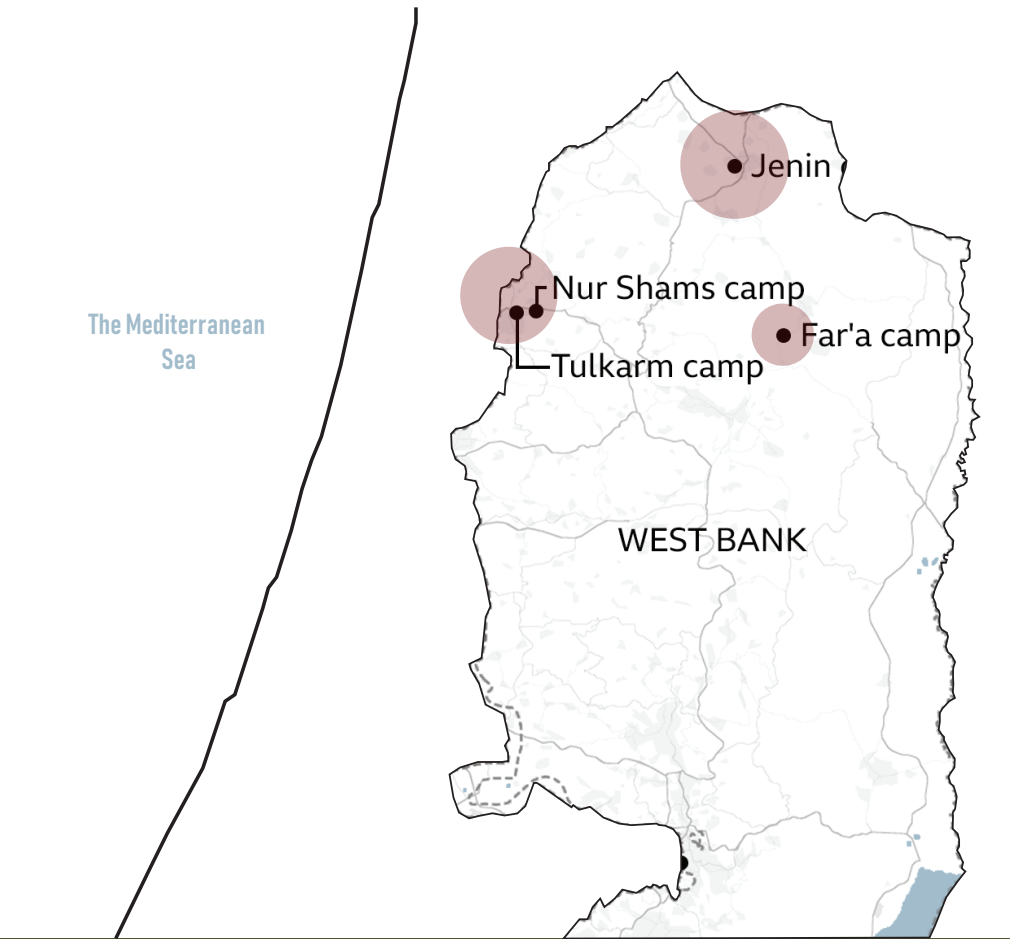 Jenin
Nur Shams camp
The Mediterranean
Sea
Far'a camp
Tulkarm camp
WEST BANK